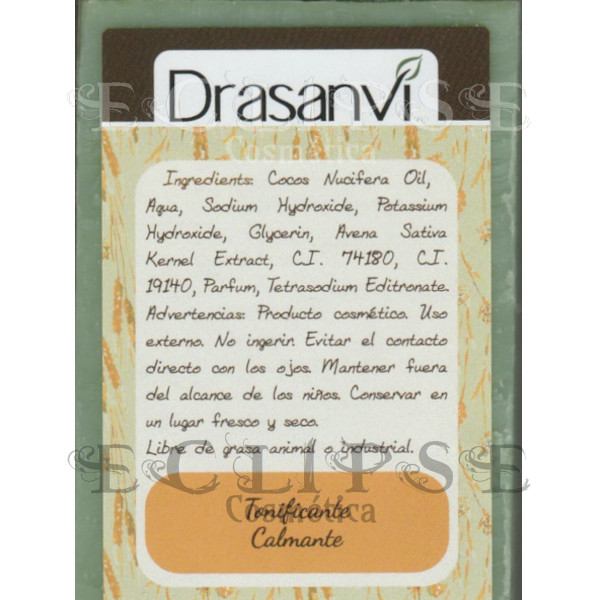 Drasanvi
ECLIPSE
Cosmética
Ingredients: Cocos Nucifera Oil,
Aqua, Sodium Hydroxide, Potassium
Hydroxide, Glycerin, Avena Sativa
Kernel Extract, C.I. 74180, C.I.
19140, Parfum, Tetrasodium Editronate.
Advertencias: Producto cosmético. Uso
externo. No ingerir. Evitar el contacto
directo con los ojos. Mantener fuera
del alcance de los niños. Conservar en
un lugar fresco y seco.
Libre de grasa animal o industrial.
ECLIPSE
Cosmética
Tonificante
Calmante